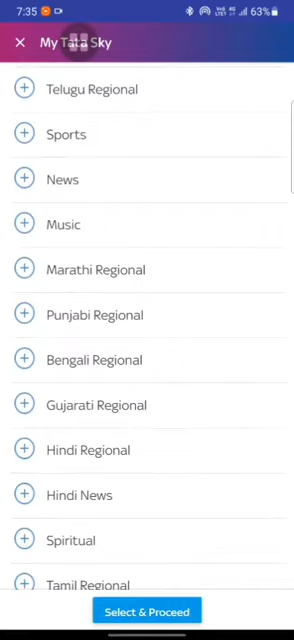 7:35 63%
My Tata Sky
Telugu Regional
Sports
News
Music
Marathi Regional
Punjabi Regional
Bengali Regional
Gujarati Regional
Hindi Regional
Hindi News
Spiritual
Tamil Regional
Select & Proceed